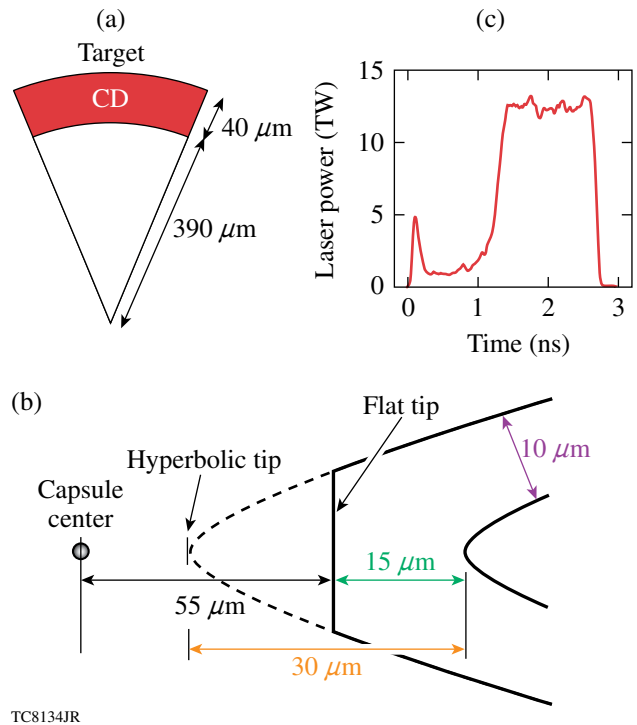 (a)
Target
CD
40 μm
390 μm
(c)
Laser power (TW)
15
10
5
0
0
1
2
3
Time (ns)
(b)
Flat tip
Hyperbolic tip
10 μm
Capsule
center
15 μm
55 μm
30 μm
TC8134JR